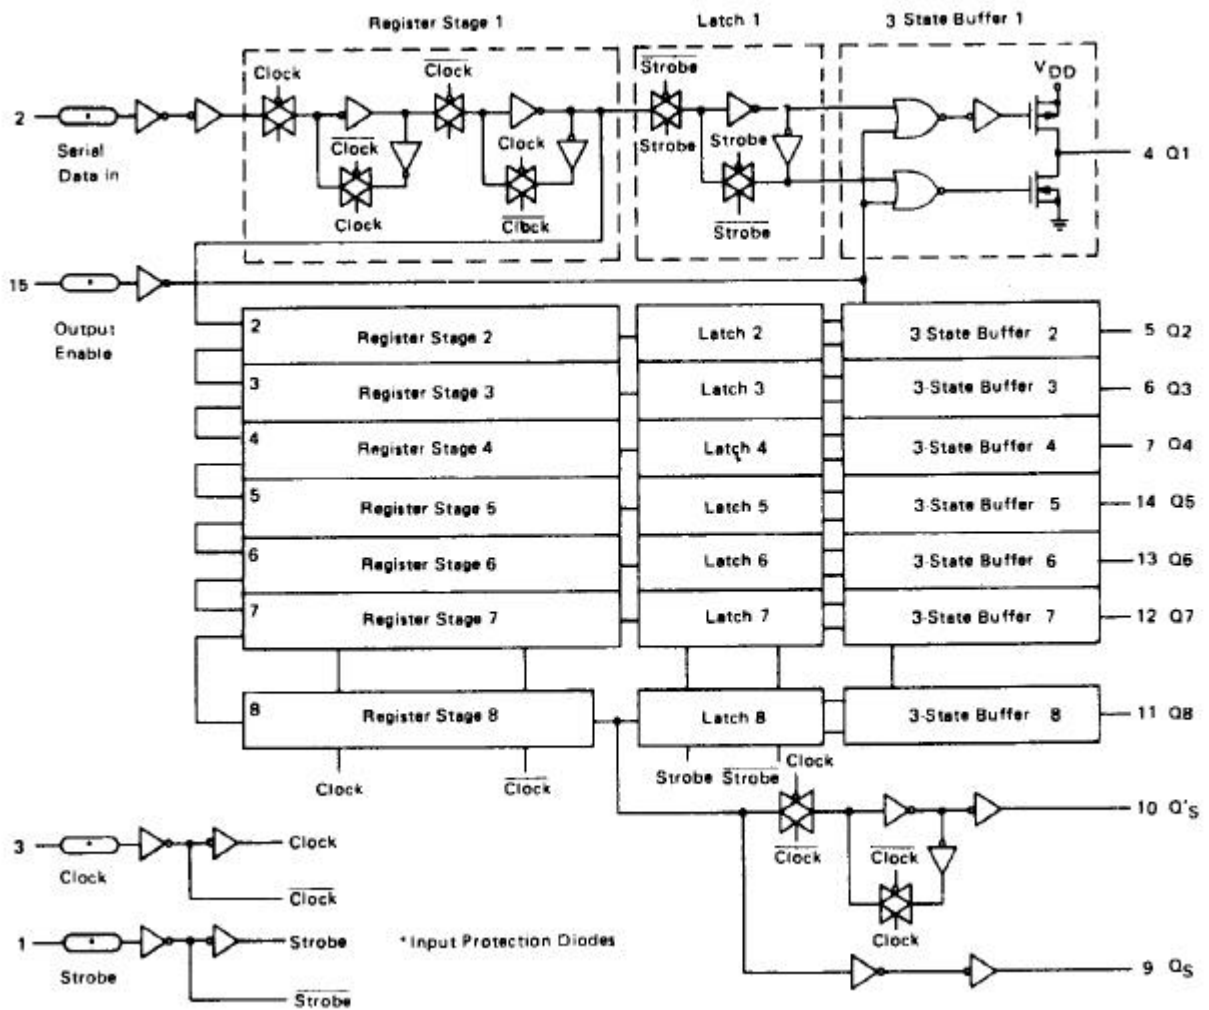 Register Stage 1
Latch 1
3 State Buffer 1
Clock
Clock
Strobe
VDD
2
Serial
Data in
Clock
Clock
Clock
Clock
Strobe
Strobe
Strobe
4 Q1
15
Output
Enable
2 Register Stage 2 Latch 2 3 State Buffer 2 5 Q2
3 Register Stage 3 Latch 3 3-State Buffer 3 6 Q3
4 Register Stage 4 Latch 4 3-State Buffer 4 7 Q4
5 Register Stage 5 Latch 5 3-State Buffer 5 14 Q5
6 Register Stage 6 Latch 6 3-State Buffer 6 13 Q6
7 Register Stage 7 Latch 7 3-State Buffer 7 12 Q7
8 Register Stage 8 Latch 8 3-State Buffer 8 11 Q8
Clock
Clock
Strobe
Strobe
Clock
Clock
Clock
Clock
10 Q'S
9 QS
3
Clock
Clock
Clock
1
Strobe
Strobe
Strobe
*Input Protection Diodes